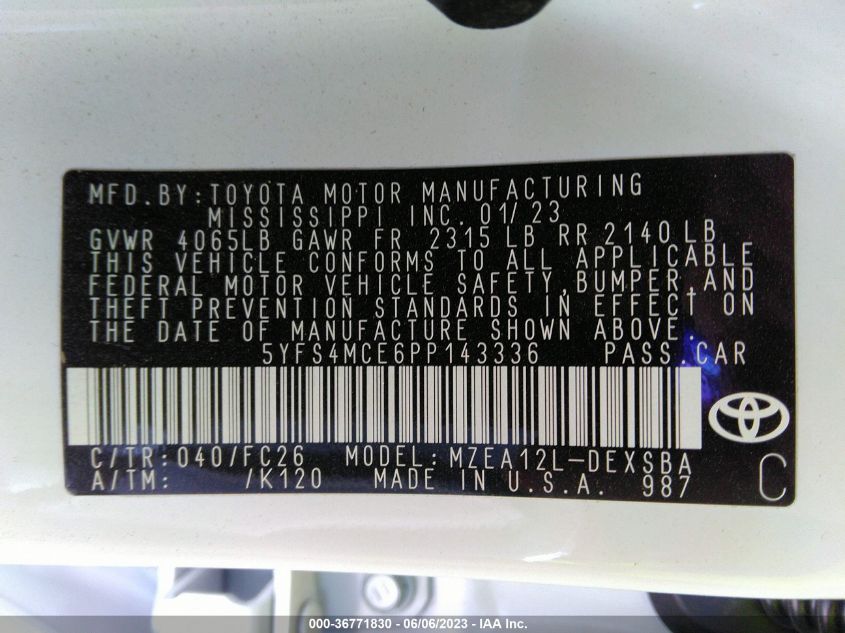 MFD.BY:TOYOTA MOTOR MANUFACTURING
MISSISSIPPI INC. 01/23
GVWR 4065LB GAWR FR 2315 LB RR 2140 LB
THIS VEHICLE CONFORMS TO ALL APPLICABLE
FEDERAL MOTOR VEHICLE SAFETY,BUMPER,AND
THEFT PREVENTION STANDARDS IN EFFECT ON
THE DATE OF MANUFACTURE SHOWN ABOVE.
5YFS4MCE6PP143336 PASS.CAR
C/TR:040/FC26 MODEL:MZEA12L-DEXSBA
A/TM: /K120 MADE IN U.S.A. 987 C
000-36771830 - 06/06/2023 - IAA Inc.